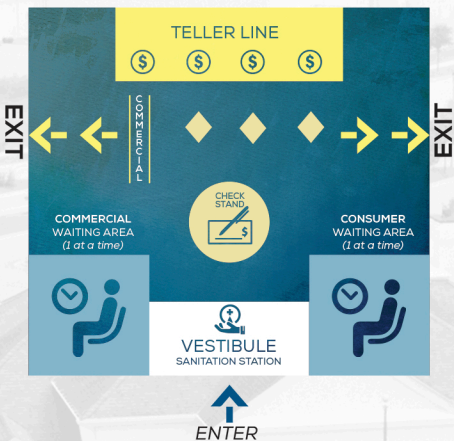 TELLER LINE
$ $ $ $
COMMERCIAL
EXIT
EXIT
CHECK
STAND
$
COMMERCIAL
WAITING AREA
(1 at a time)
CONSUMER
WAITING AREA
(1 at a time)
VESTIBULE
SANITATION STATION
ENTER